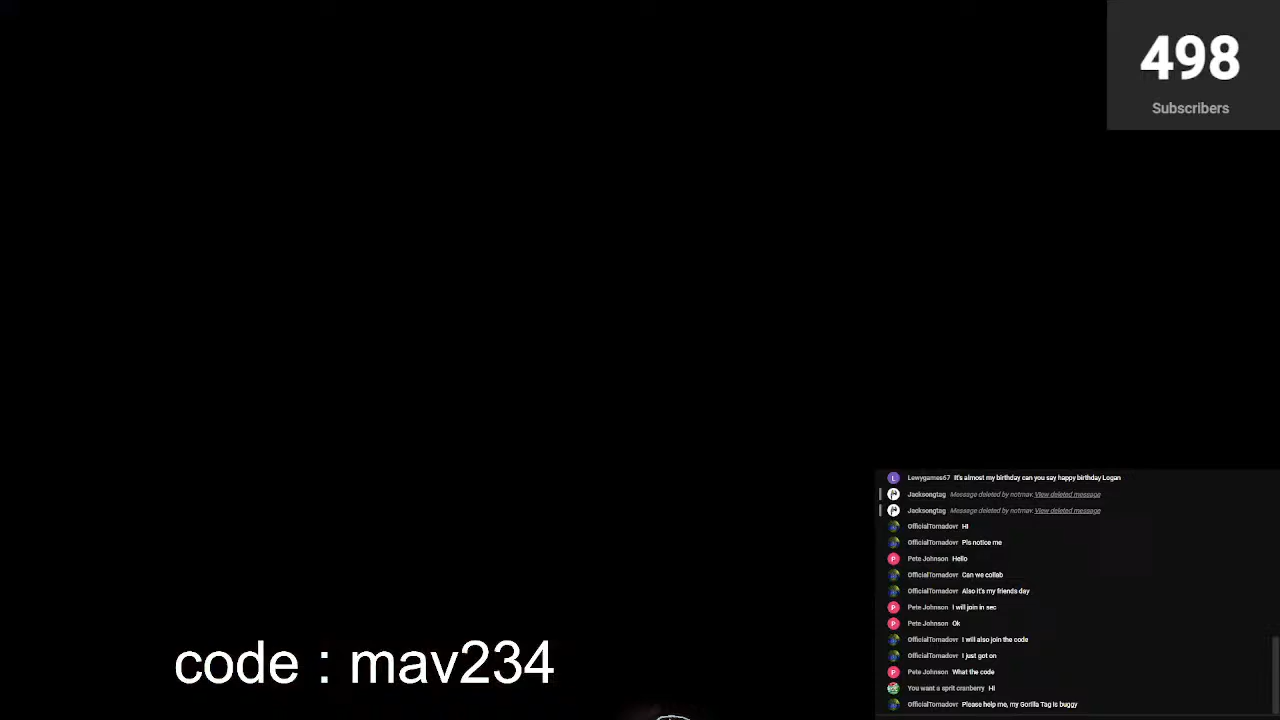 498
Subscribers
Lewygames67 It's almost my birthday can you say happy birthday Logan
Jacksongtag Message deleted by notmav. View deleted message
Jacksongtag Message deleted by notmav. View deleted message
OfficialTornadovr Hi
OfficialTornadovr Pls notice me
Pete Johnson Hello
OfficialTornadovr Can we collab
OfficialTornadovr Also it's my friends day
Pete Johnson I will join in sec
Pete Johnson Ok
OfficialTornadovr I will also join the code
OfficialTornadovr I just got on
Pete Johnson What the code
You want a sprit cranberry Hi
OfficialTornadovr Please help me, my Gorilla Tag is buggy
code : mav234